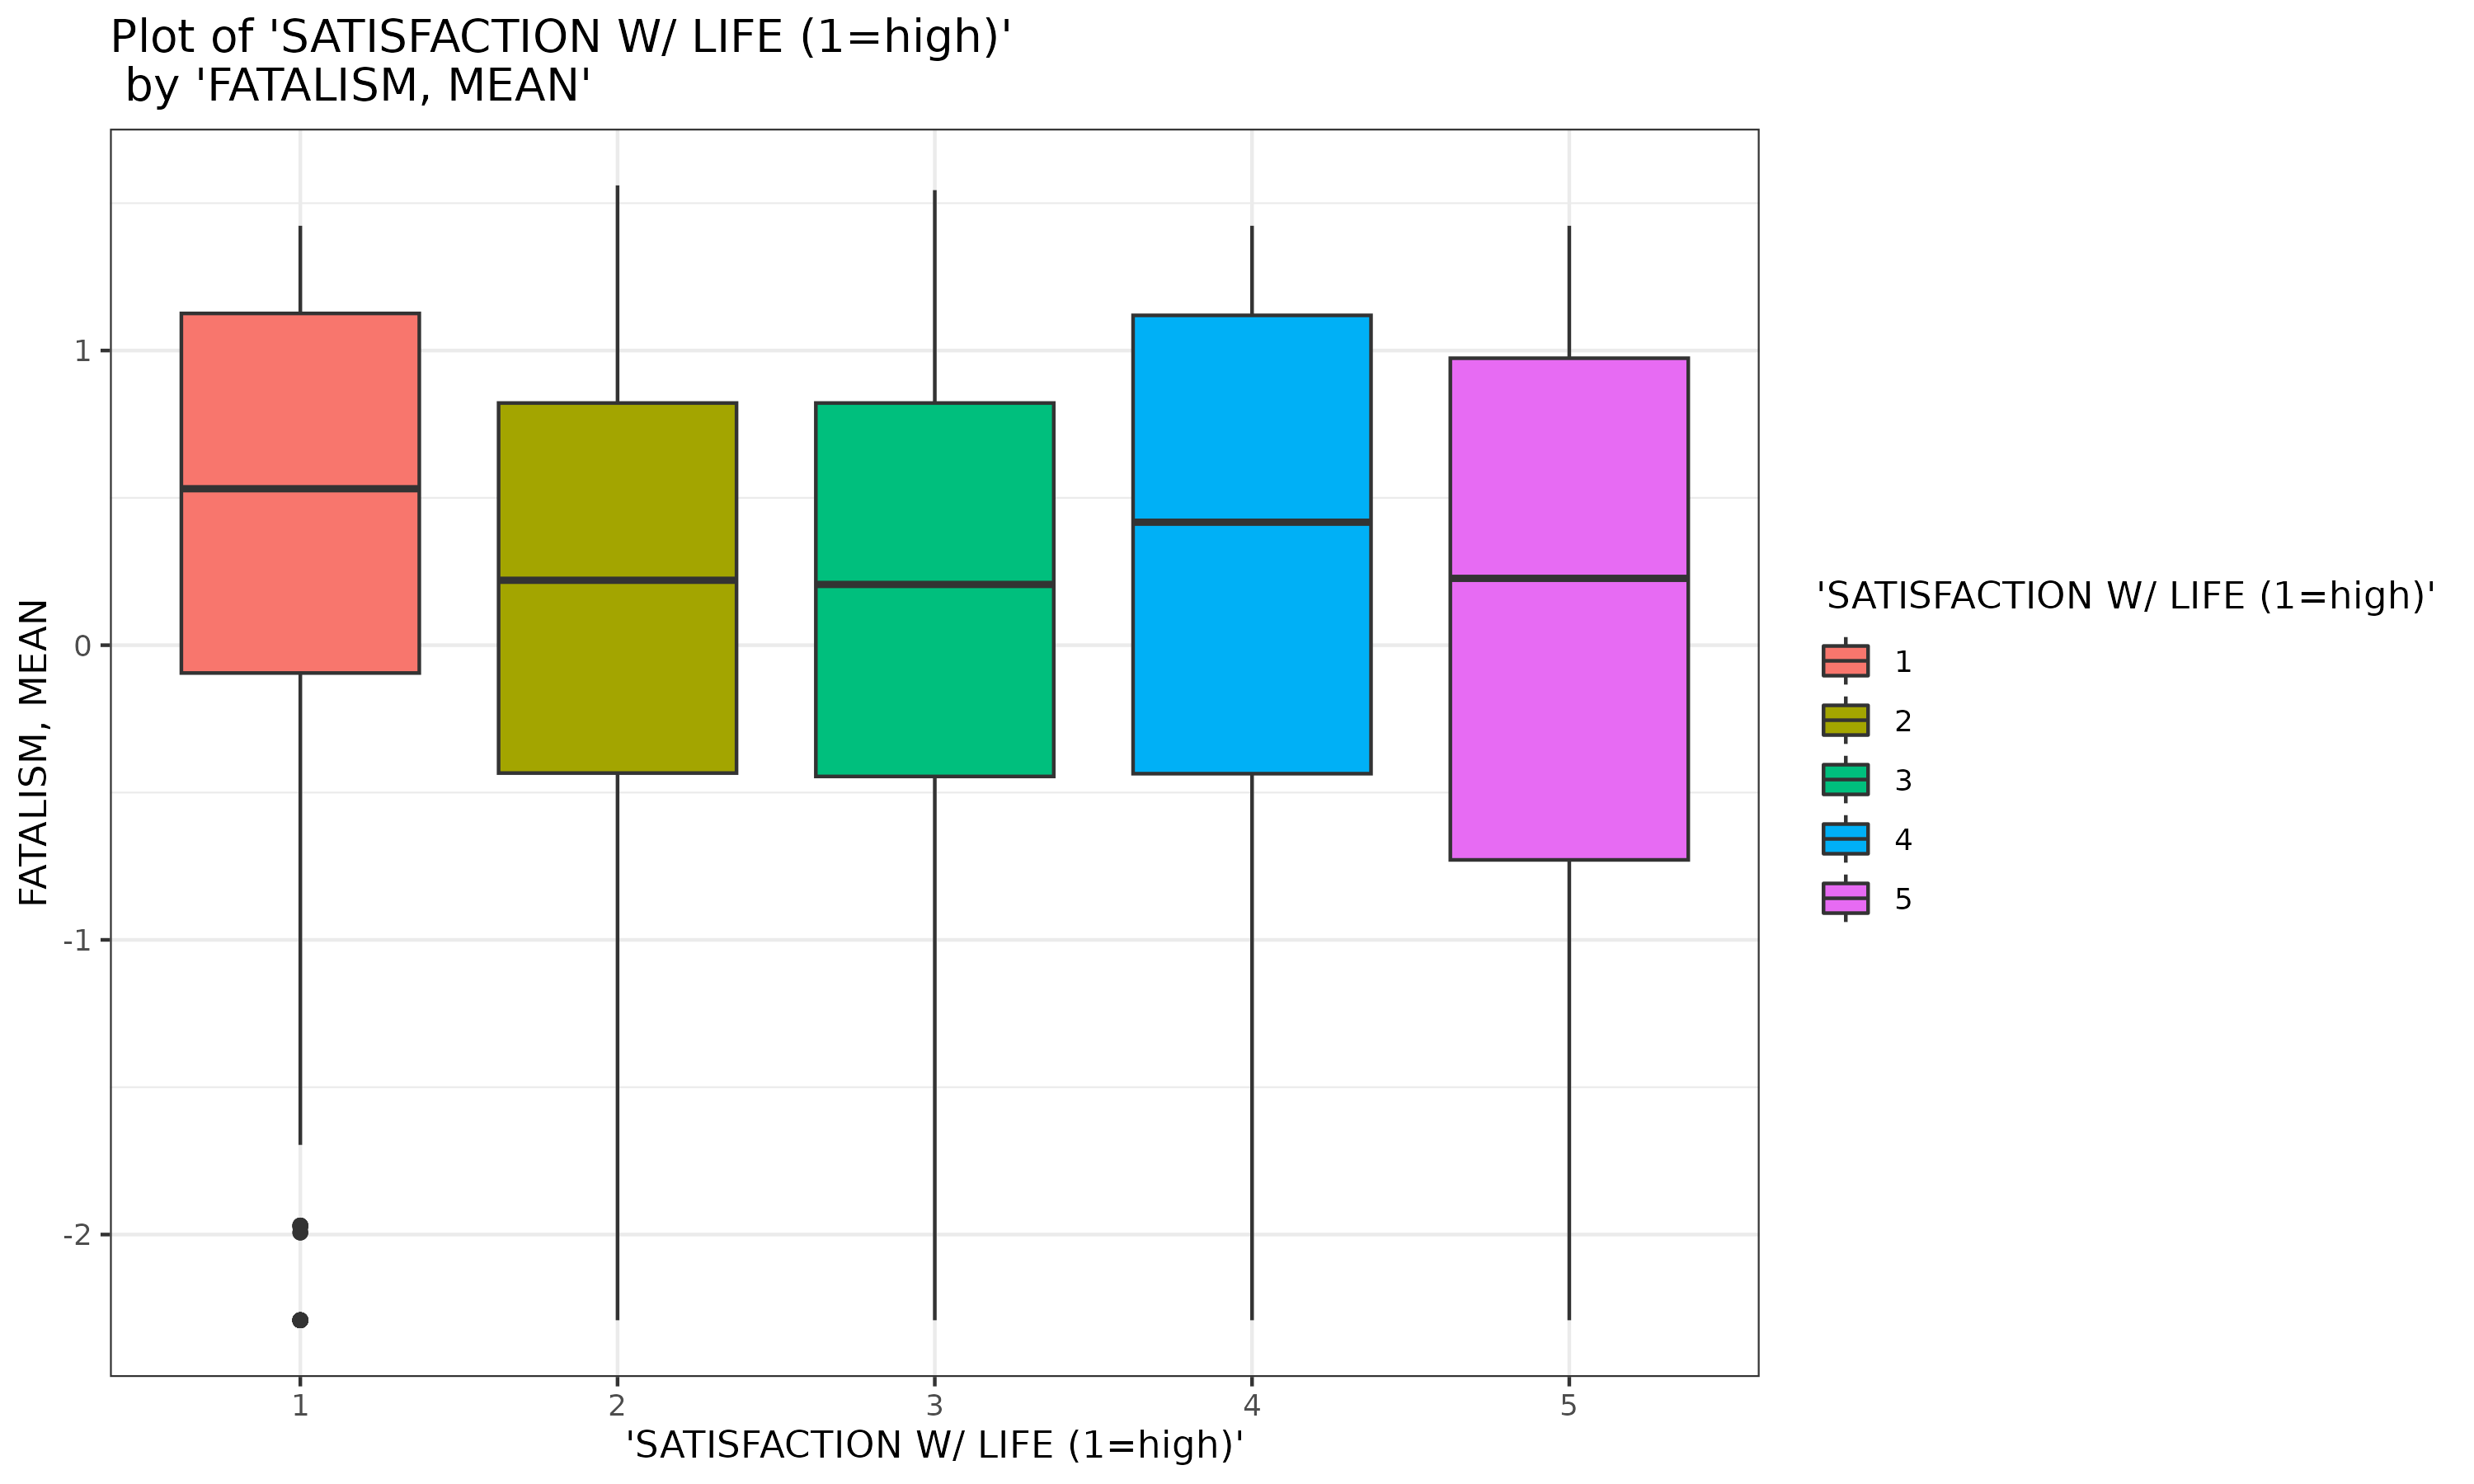 Plot of 'SATISFACTION W/ LIFE (1=high)'
by 'FATALISM, MEAN'
FATALISM, MEAN
1
0
-1
-2
1
2
3
4
5
'SATISFACTION W/ LIFE (1=high)'
'SATISFACTION W/ LIFE (1=high)'
1
2
3
4
5